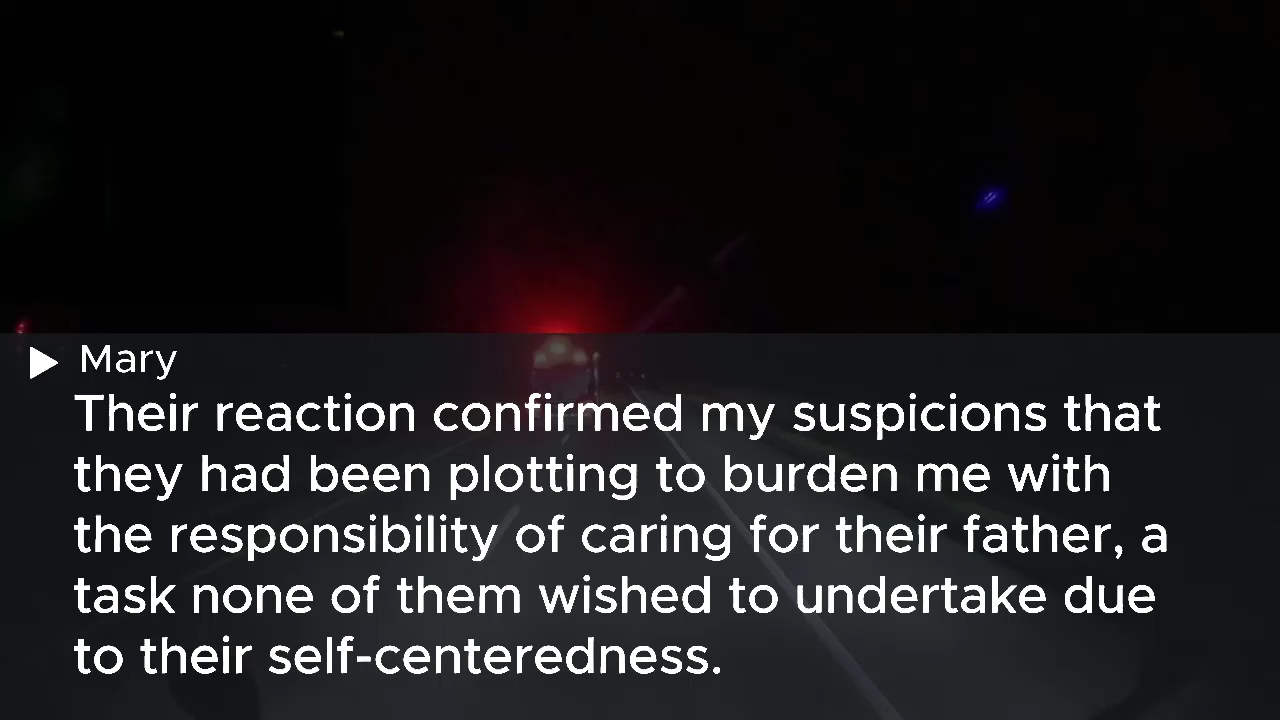 Mary
Their reaction confirmed my suspicions that
they had been plotting to burden me with
the responsibility of caring for their father, a
task none of them wished to undertake due
to their self-centeredness.